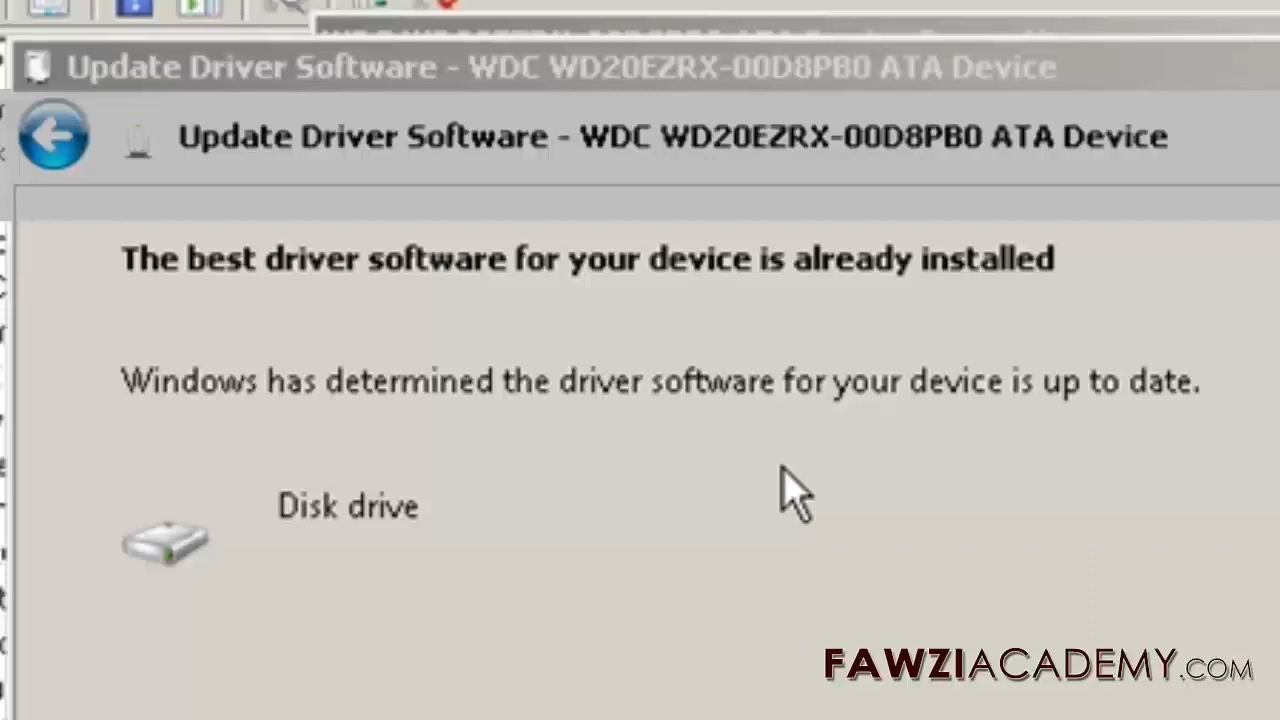 Update Driver Software - WDC WD20EZRX-00D8PB0 ATA Device
Update Driver Software - WDC WD20EZRX-00D8PB0 ATA Device
The best driver software for your device is already installed
Windows has determined the driver software for your device is up to date.
Disk drive
FAWZIACADEMY.COM